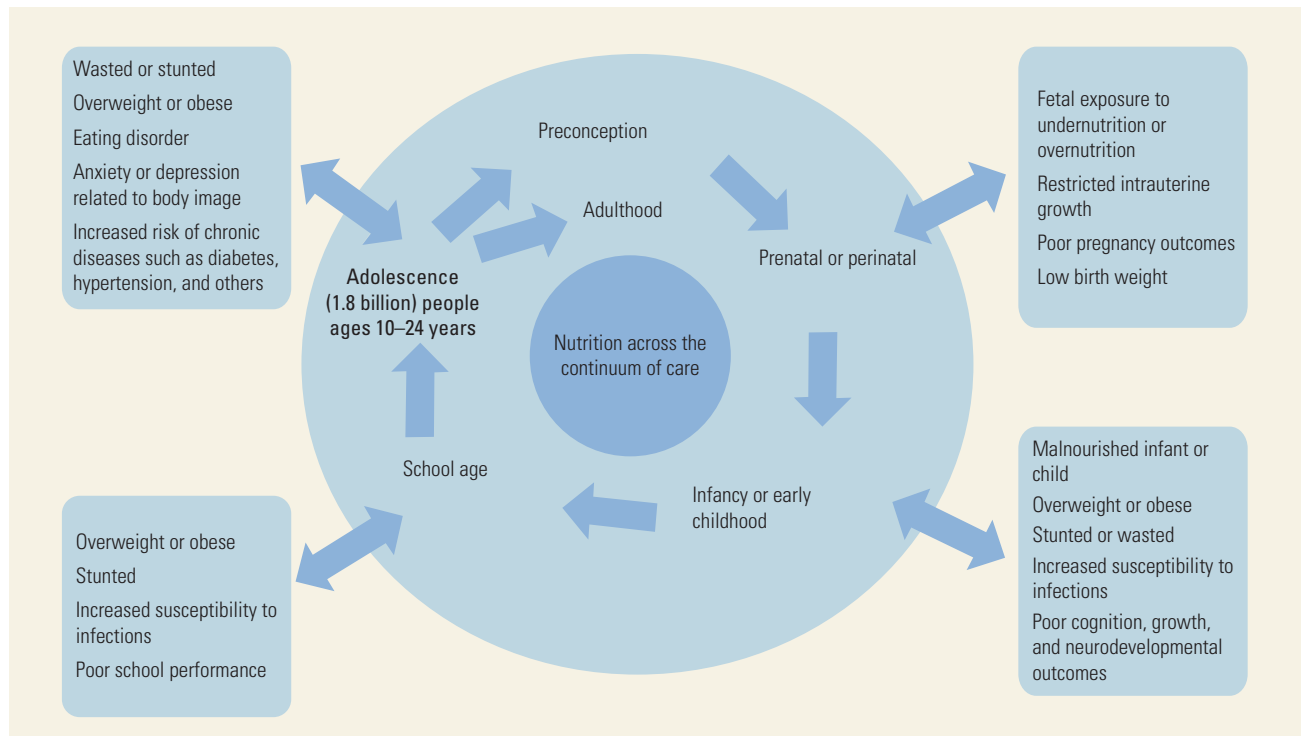 Wasted or stunted
Overweight or obese
Eating disorder
Anxiety or depression
related to body image
Increased risk of chronic
diseases such as diabetes,
hypertension, and others
Preconception
Adulthood
Adolescence
(1.8 billion) people
ages 10–24 years
Prenatal or perinatal
Fetal exposure to
undernutrition or
overnutrition
Restricted intrauterine
growth
Poor pregnancy outcomes
Low birth weight
Nutrition across the
continuum of care
School age
Infancy or early
childhood
Overweight or obese
Stunted
Increased susceptibility to
infections
Poor school performance
Malnourished infant or
child
Overweight or obese
Stunted or wasted
Increased susceptibility to
infections
Poor cognition, growth,
and neurodevelopmental
outcomes